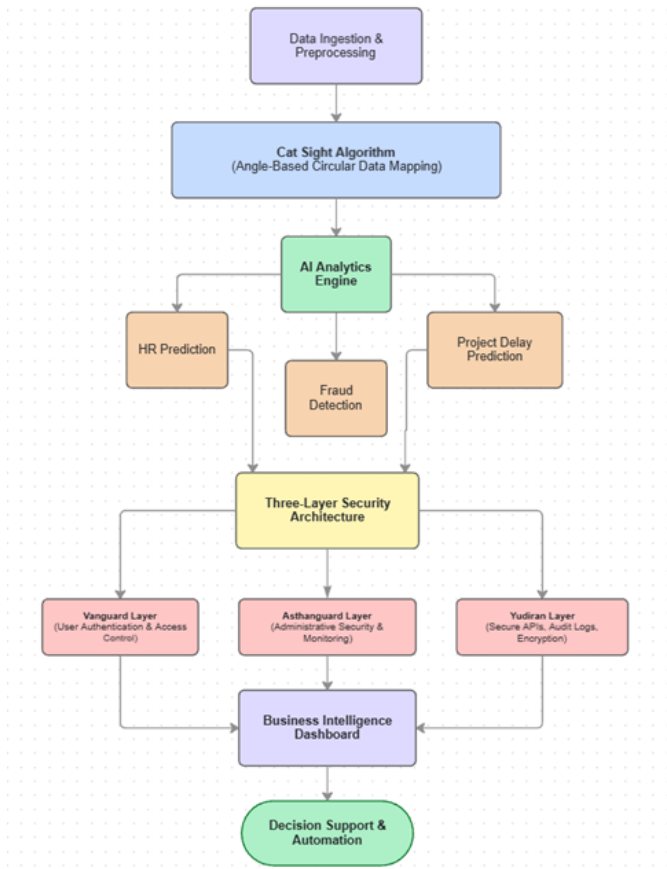 Data Ingestion &
Preprocessing
Cat Sight Algorithm
(Angle-Based Circular Data Mapping)
AI Analytics
Engine
HR Prediction
Fraud
Detection
Project Delay
Prediction
Three-Layer Security
Architecture
Vanguard Layer
(User Authentication & Access
Control)
Asthanguard Layer
(Administrative Security &
Monitoring)
Yudiran Layer
(Secure APIs, Audit Logs,
Encryption)
Business Intelligence
Dashboard
Decision Support &
Automation